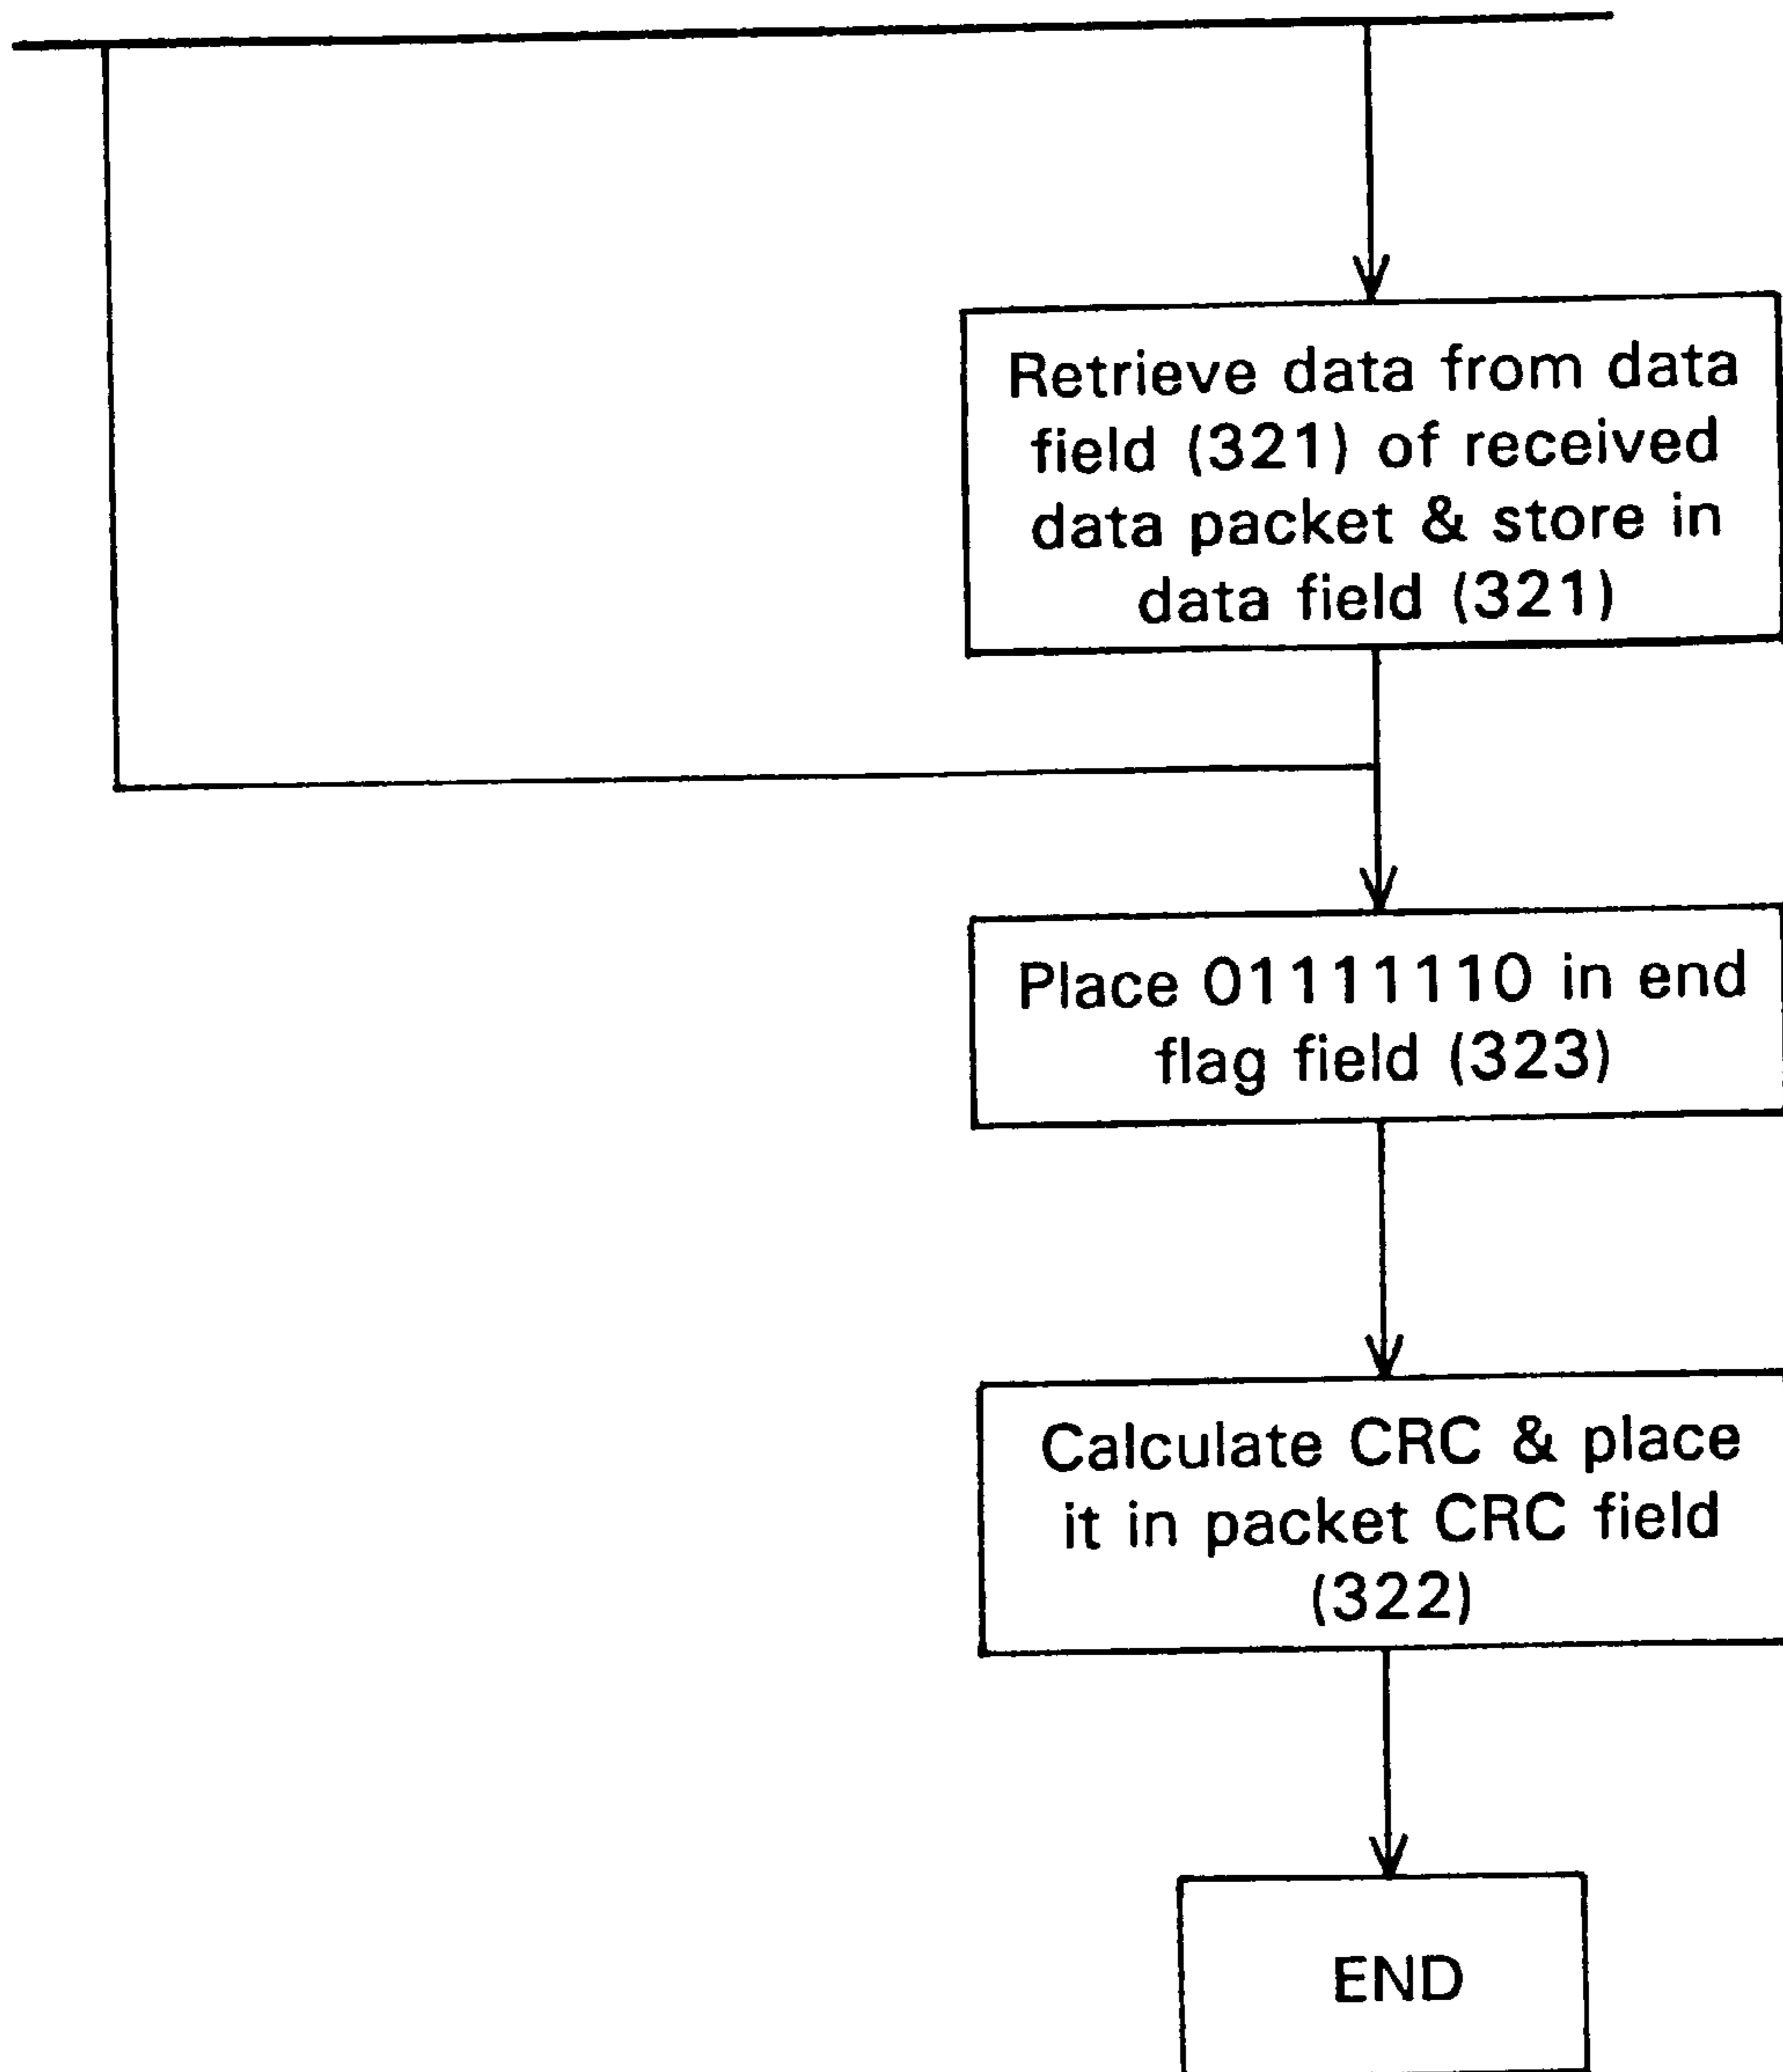 Retrieve data from data
field (321) of received
data packet & store in
data field (321)
Place 01111110 in end
flag field (323)
Calculate CRC & place
it in packet CRC field
(322)
END